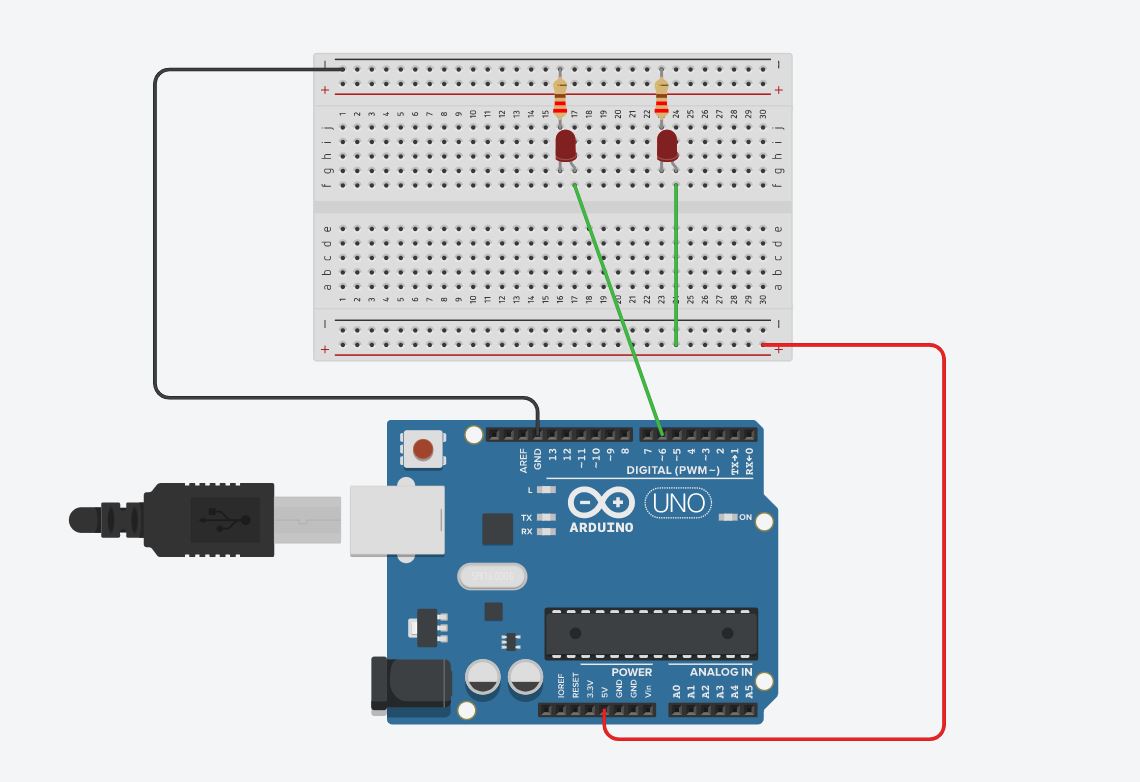 − −
+ +
1 2 3 4 5 6 7 8 9 10 11 12 13 14 15 16 17 18 19 20 21 22 23 24 25 26 27 28 29 30
j j
i i
h h
g g
f f
e e
d d
c c
b b
a a
1 2 3 4 5 6 7 8 9 10 11 12 13 14 15 16 17 18 19 20 21 22 23 25 26 27 28 29 30
− −
+ +
AREF GND 13 12 ~11 ~10 ~9 8 7 ~6 ~5 4 ~3 2 TX→1 RX←0
DIGITAL (PWM~)
L
UNO
TX
RX
ARDUINO
ON
POWER ANALOG IN
IOREF RESET 3.3V 5V GND GND Vin A0 A1 A2 A3 A4 A5